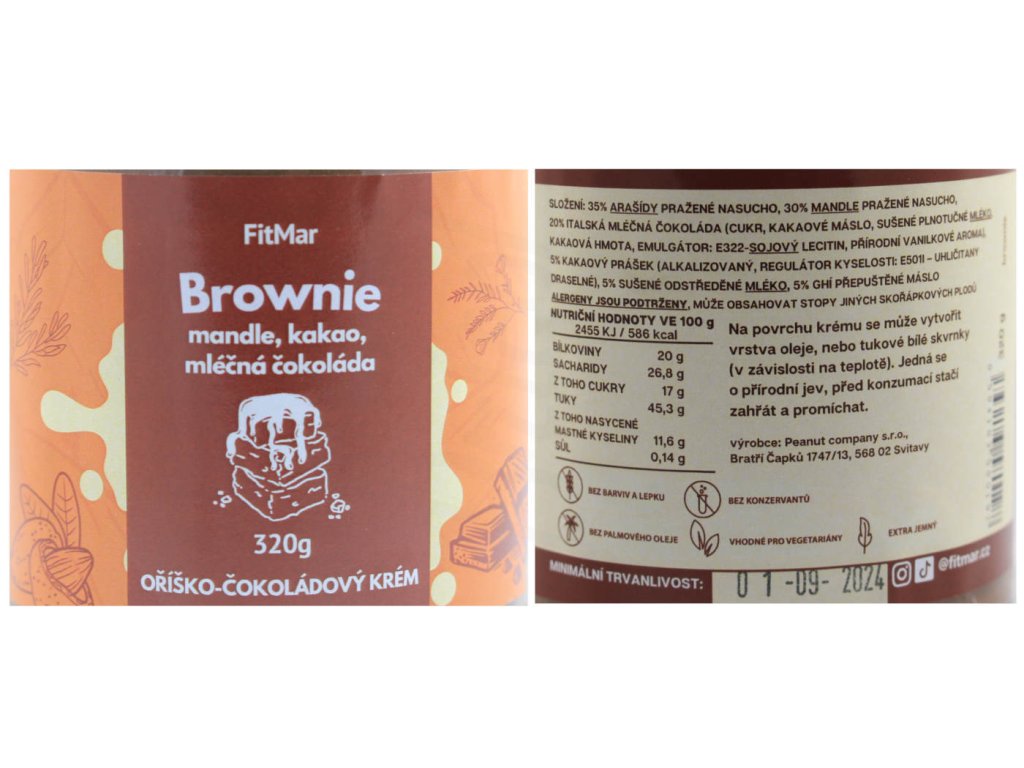 FitMar
Brownie
mandle, kakao,
mléčná čokoláda
320g
OŘÍŠKO-ČOKOLÁDOVÝ KRÉM
SLOŽENÍ: 35% ARAŠÍDY PRAŽENÉ NASUCHO, 30% MANDLE PRAŽENÉ NASUCHO,
20% ITALSKÁ MLÉČNÁ ČOKOLÁDA (CUKR, KAKAOVÉ MÁSLO, SUŠENÉ PLNOTUČNÉ MLÉKO,
KAKAOVÁ HMOTA, EMULGÁTOR: E322-SOJOVÝ LECITIN, PŘÍRODNÍ VANILKOVÉ AROMA),
5% KAKAOVÝ PRÁŠEK (ALKALIZOVANÝ, REGULÁTOR KYSELOSTI: E501I – UHLIČITANY
DRASELNÉ), 5% SUŠENÉ ODSTŘEDĚNÉ MLÉKO, 5% GHÍ PŘEPUŠTĚNÉ MÁSLO
ALERGENY JSOU PODTRŽENY, MŮŽE OBSAHOVAT STOPY JINÝCH SKOŘÁPKOVÝCH PLODŮ
NUTRIČNÍ HODNOTY VE 100 g
2455 KJ / 586 kcal
BÍLKOVINY 20 g
SACHARIDY 26,8 g
Z TOHO CUKRY 17 g
TUKY 45,3 g
Z TOHO NASYCENÉ
MASTNÉ KYSELINY 11,6 g
SŮL 0,14 g
Na povrchu krému se může vytvořit
vrstva oleje, nebo tukové bílé skvrnky
(v závislosti na teplotě). Jedná se
o přírodní jev, před konzumací stačí
zahřát a promíchat.
výrobce: Peanut company s.r.o.,
Bratří Čapků 1747/13, 568 02 Svitavy
brownie
320 g
BEZ BARVIV A LEPKU
BEZ KONZERVANTŮ
BEZ PALMOVÉHO OLEJE
VHODNÉ PRO VEGETARIÁNY
EXTRA JEMNÝ
MINIMÁLNÍ TRVANLIVOST: 01-09-2024
@fitmar.cz